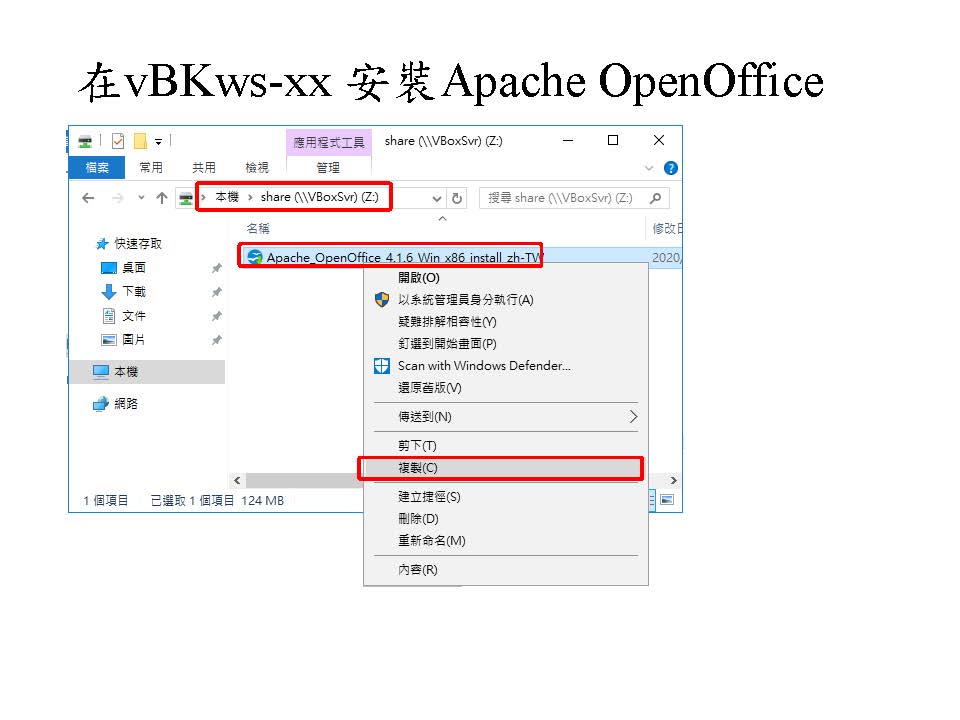 在vBKws-xx 安裝Apache OpenOffice
應用程式工具
share (\\VBoxSvr) (Z:)
檔案
常用
共用
檢視
管理
本機 > share (\\VBoxSvr) (Z:)
搜尋 share (\\VBoxSvr) (Z:)
名稱
快速存取
桌面
下載
文件
圖片
本機
網路
Apache_OpenOffice_4.1.6_Win_x86_install_zh-TW
2020/
開啟(O)
以系統管理員身分執行(A)
疑難排解相容性(Y)
釘選到開始畫面(P)
Scan with Windows Defender...
還原舊版(V)
傳送到(N)
剪下(T)
複製(C)
建立捷徑(S)
刪除(D)
重新命名(M)
內容(R)
1 個項目 已選取 1 個項目 124 MB